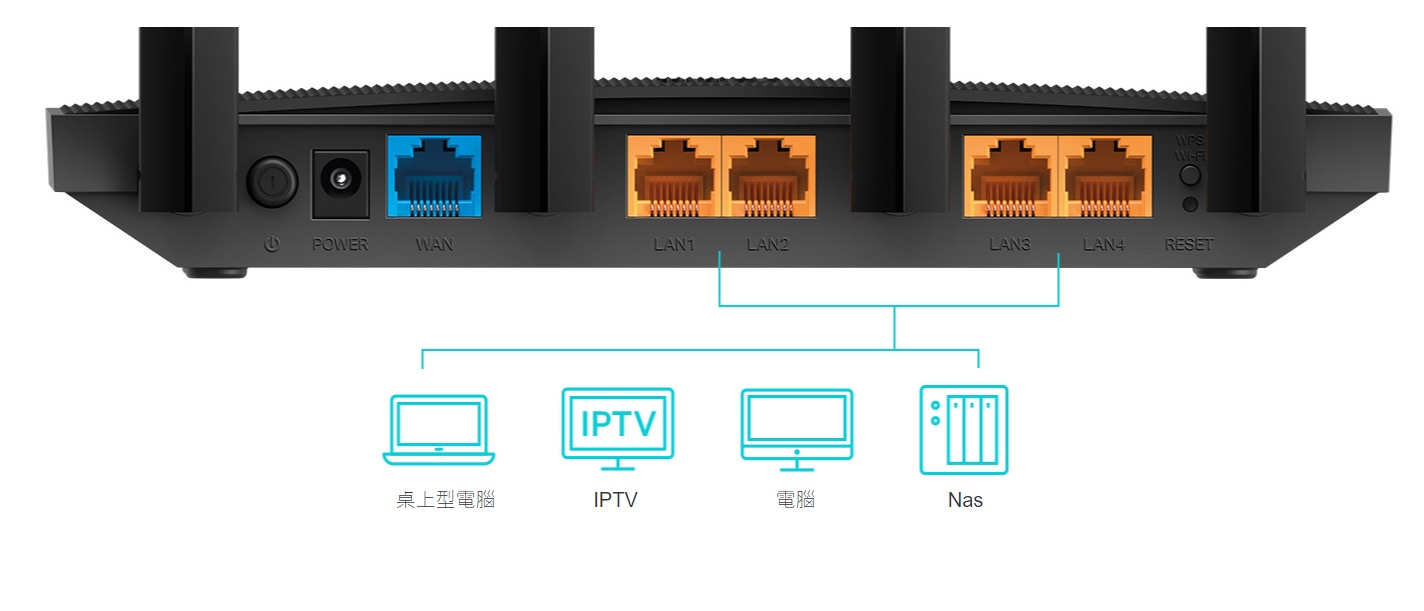 WPS
Wi-Fi
POWER WAN LAN1 LAN2 LAN3 LAN4 RESET
IPTV
桌上型電腦 IPTV 電腦 Nas